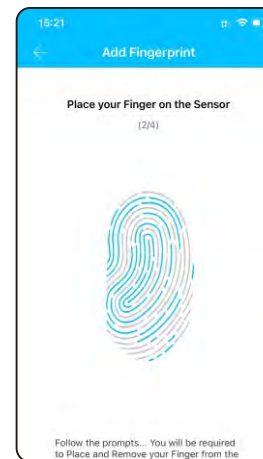 15:21
Add Fingerprint
Place your Finger on the Sensor
(2/4)
Follow the prompts... You will be required
to Place and Remove your Finger from the